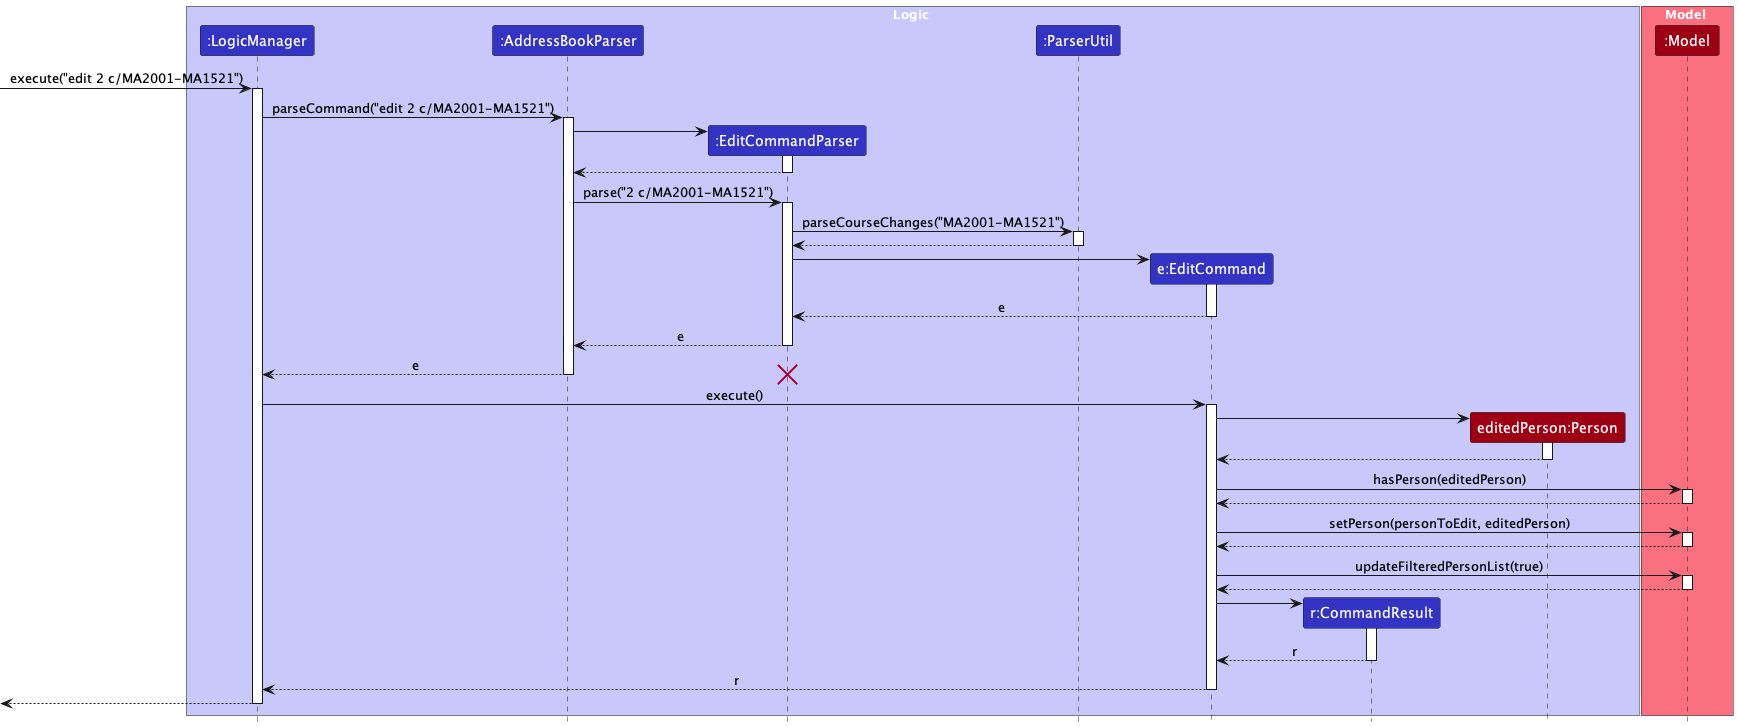 Logic
Model
:LogicManager
:AddressBookParser
:ParserUtil
:Model
execute("edit 2 c/MA2001-MA1521")
parseCommand("edit 2 c/MA2001-MA1521")
:EditCommandParser
parse("2 c/MA2001-MA1521")
parseCourseChanges("MA2001-MA1521")
e:EditCommand
e
e
e
execute()
editedPerson:Person
hasPerson(editedPerson)
setPerson(personToEdit, editedPerson)
updateFilteredPersonList(true)
r:CommandResult
r
r